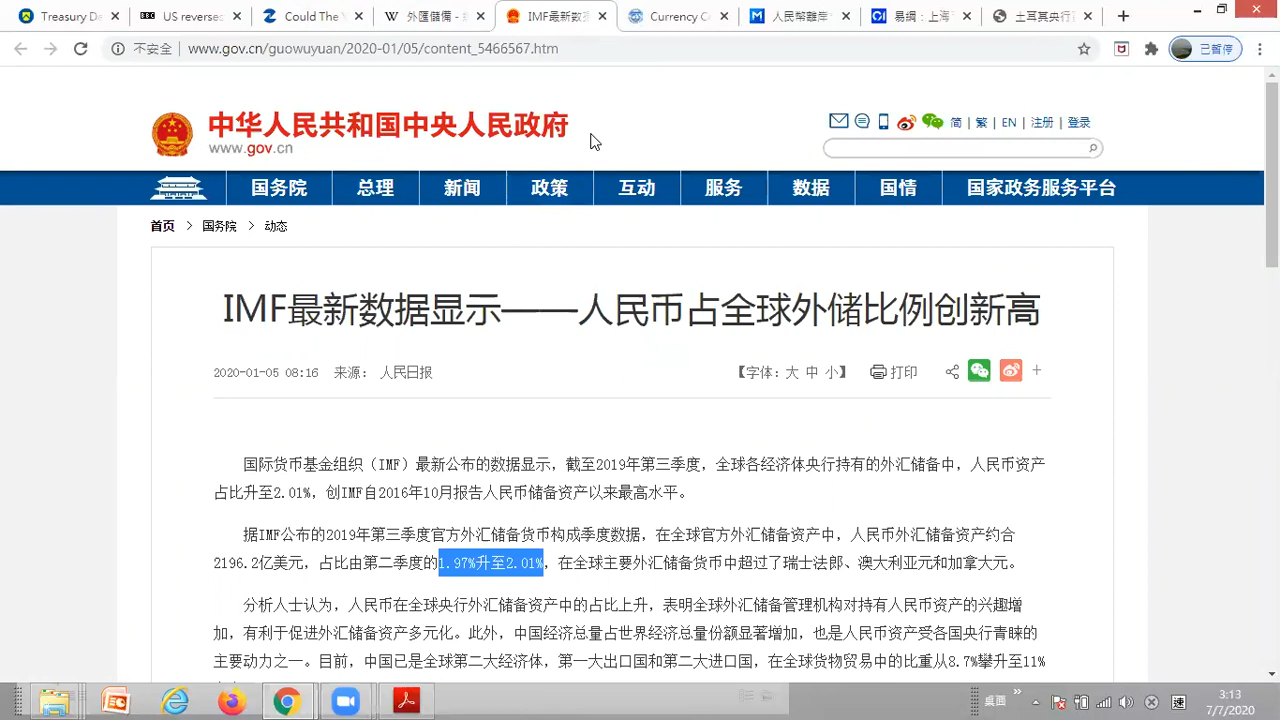 Treasury De
US reversec
Could The Y
外匯儲備 -
IMF最新数据
Currency C
人民幣離岸
易綱：上海
土耳其央行
不安全 | www.gov.cn/guowuyuan/2020-01/05/content_5466567.htm
已暫停
中华人民共和国中央人民政府
www.gov.cn
简 | 繁 | EN | 注册 | 登录
国务院 总理 新闻 政策 互动 服务 数据 国情 国家政务服务平台
首页 > 国务院 > 动态
IMF最新数据显示——人民币占全球外储比例创新高
2020-01-05 08:16 来源： 人民日报 【字体：大 中 小】 打印 +
国际货币基金组织（IMF）最新公布的数据显示，截至2019年第三季度，全球各经济体央行持有的外汇储备中，人民币资产
占比升至2.01%，创IMF自2016年10月报告人民币储备资产以来最高水平。
据IMF公布的2019年第三季度官方外汇储备货币构成季度数据，在全球官方外汇储备资产中，人民币外汇储备资产约合
2196.2亿美元，占比由第二季度的1.97%升至2.01%，在全球主要外汇储备货币中超过了瑞士法郎、澳大利亚元和加拿大元。
分析人士认为，人民币在全球央行外汇储备资产中的占比上升，表明全球外汇储备管理机构对持有人民币资产的兴趣增
加，有利于促进外汇储备资产多元化。此外，中国经济总量占世界经济总量份额显著增加，也是人民币资产受各国央行青睐的
主要动力之一。目前，中国已是全球第二大经济体，第一大出口国和第二大进口国，在全球货物贸易中的比重从8.7%攀升至11%
桌面
速
3:13
7/7/2020